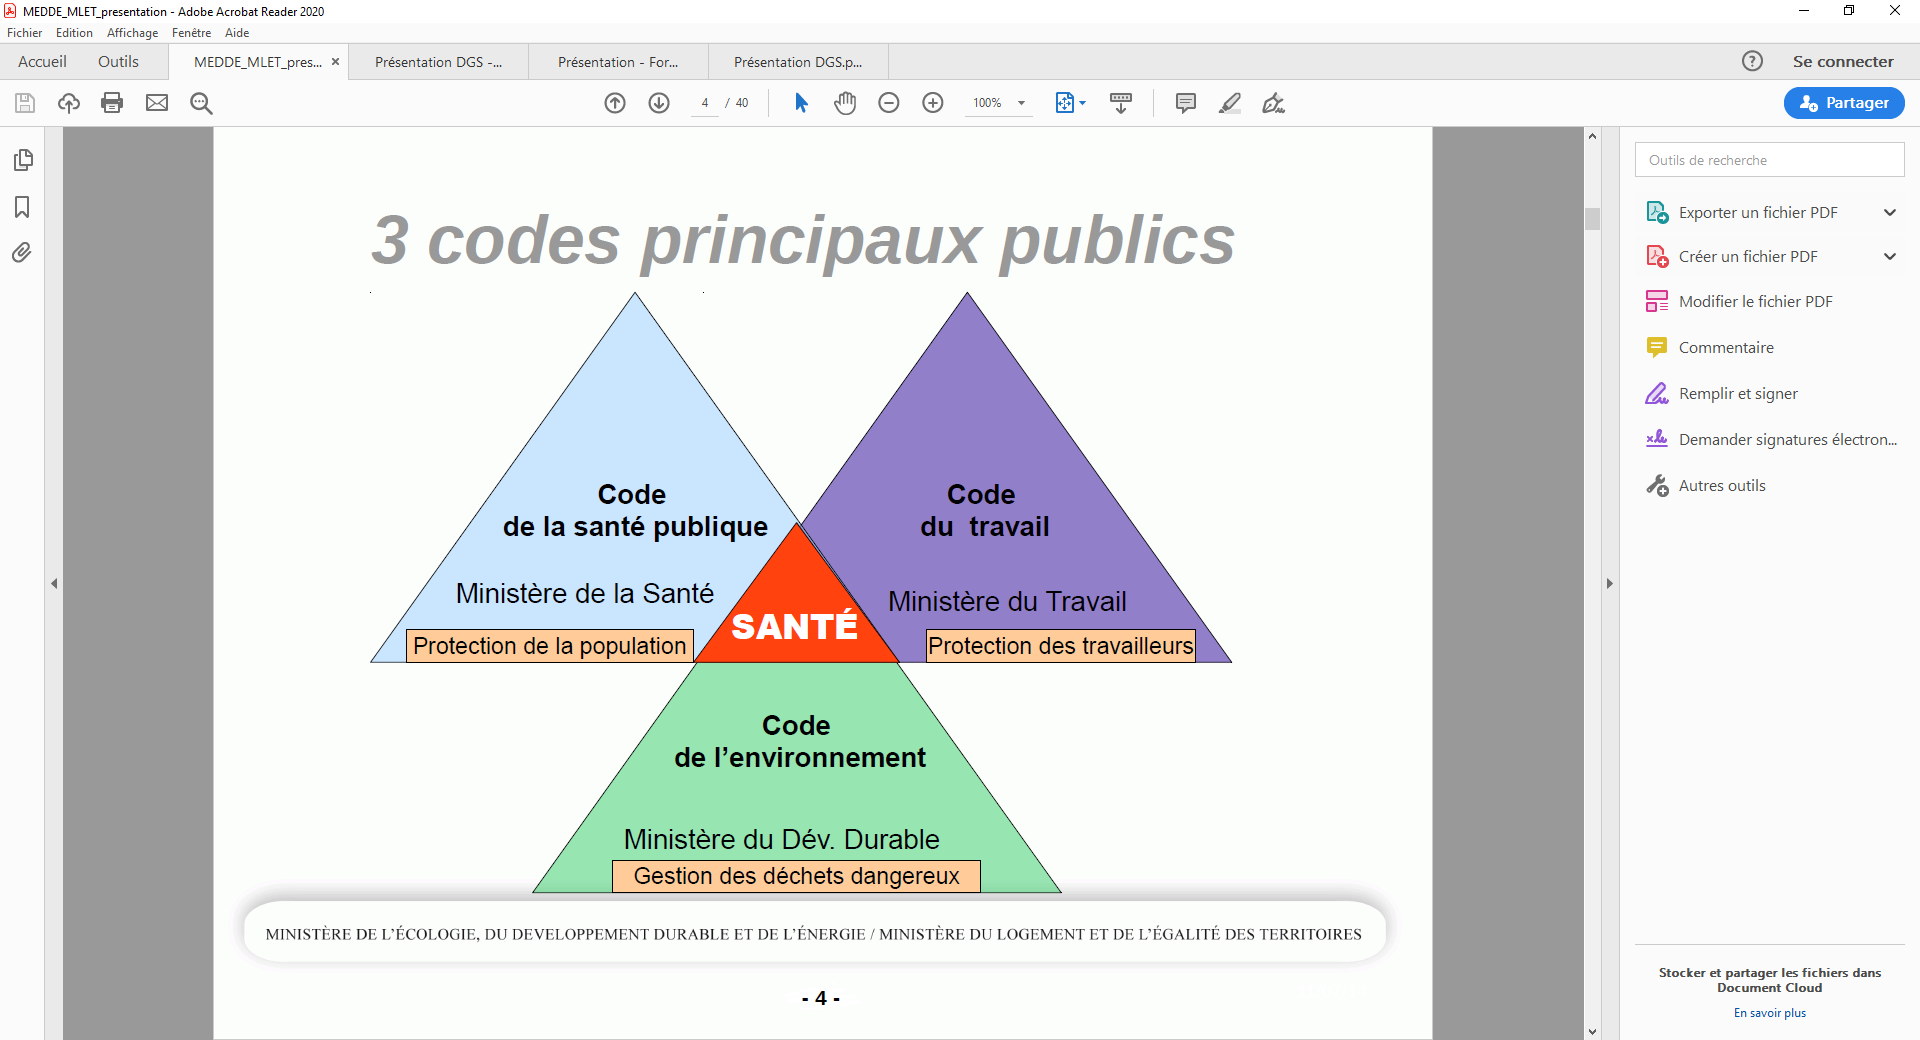 MEDDE_MLET_presentation - Adobe Acrobat Reader 2020
Fichier Edition Affichage Fenêtre Aide
Accueil Outils MEDDE_MLET_pres... × Présentation DGS -... Présentation - For... Présentation DGS.p... ? Se connecter
4 / 40 100% Partager
3 codes principaux publics
Code
de la santé publique
Ministère de la Santé
Protection de la population
Code
du travail
Ministère du Travail
Protection des travailleurs
SANTÉ
Code
de l’environnement
Ministère du Dév. Durable
Gestion des déchets dangereux
MINISTÈRE DE L’ÉCOLOGIE, DU DEVELOPPEMENT DURABLE ET DE L’ÉNERGIE / MINISTÈRE DU LOGEMENT ET DE L’ÉGALITÉ DES TERRITOIRES
- 4 -
Outils de recherche
Exporter un fichier PDF
Créer un fichier PDF
Modifier le fichier PDF
Commentaire
Remplir et signer
Demander signatures électron...
Autres outils
Stocker et partager les fichiers dans
Document Cloud
En savoir plus